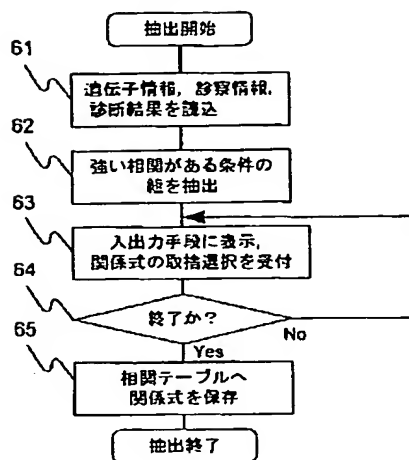 抽出開始
61
遺伝子情報，診察情報，
診断結果を読込
62
強い相関がある条件の
組を抽出
63
入出力手段に表示，
関係式の取捨選択を受付
64
終了か？
No
Yes
65
相関テーブルへ
関係式を保存
抽出終了